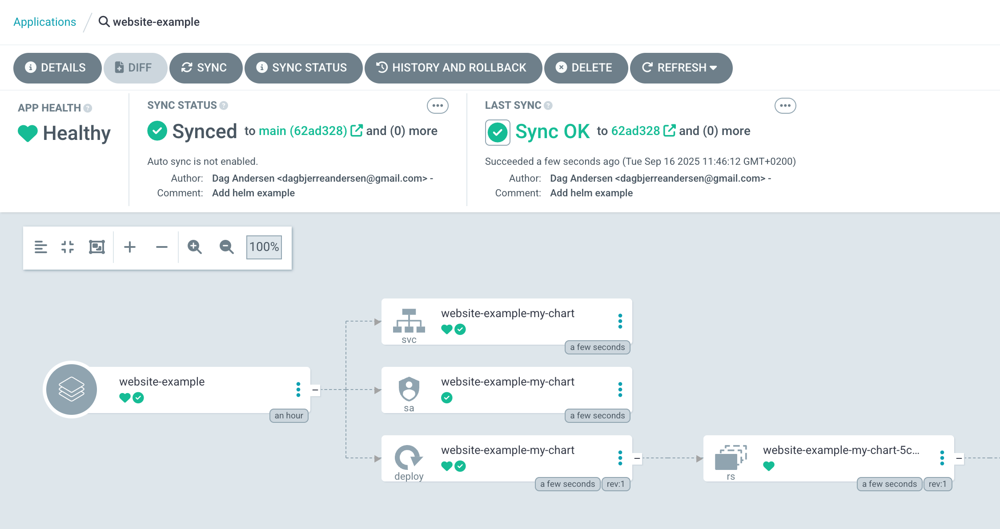 Applications / website-example
DETAILS DIFF SYNC SYNC STATUS HISTORY AND ROLLBACK DELETE REFRESH
APP HEALTH ?
Healthy
SYNC STATUS ?
Synced to main (62ad328) and (0) more
Auto sync is not enabled.
Author: Dag Andersen <dagbjerreandersen@gmail.com> -
Comment: Add helm example
LAST SYNC ?
Sync OK to 62ad328 and (0) more
Succeeded a few seconds ago (Tue Sep 16 2025 11:46:12 GMT+0200)
Author: Dag Andersen <dagbjerreandersen@gmail.com> -
Comment: Add helm example
100%
website-example
an hour
website-example-my-chart
svc
a few seconds
website-example-my-chart
sa
a few seconds
website-example-my-chart
deploy
a few seconds rev:1
website-example-my-chart-5c...
rs
a few seconds rev:1